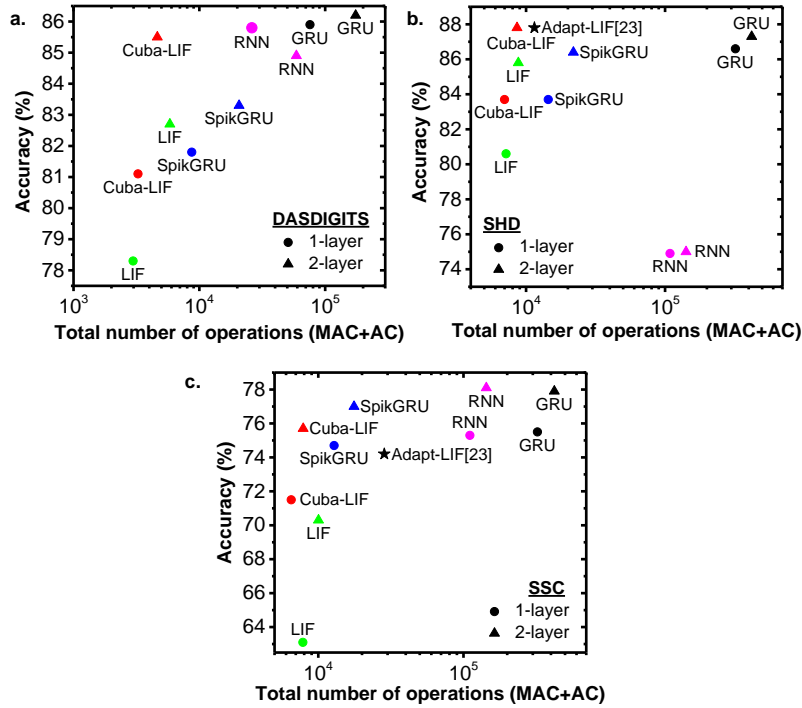 a.
Accuracy (%)
86
85
84
83
82
81
80
79
78
Cuba-LIF
RNN
GRU
GRU
RNN
SpikGRU
LIF
SpikGRU
Cuba-LIF
LIF
DASDIGITS
1-layer
2-layer
10³
10⁴
10⁵
Total number of operations (MAC+AC)
b.
Accuracy (%)
88
86
84
82
80
78
76
74
Adapt-LIF[23]
Cuba-LIF
SpikGRU
LIF
GRU
GRU
Cuba-LIF
SpikGRU
LIF
RNN
RNN
SHD
1-layer
2-layer
10⁴
10⁵
Total number of operations (MAC+AC)
c.
Accuracy (%)
78
76
74
72
70
68
66
64
SpikGRU
RNN
GRU
Cuba-LIF
RNN
GRU
SpikGRU
Adapt-LIF[23]
Cuba-LIF
LIF
LIF
SSC
1-layer
2-layer
10⁴
10⁵
Total number of operations (MAC+AC)